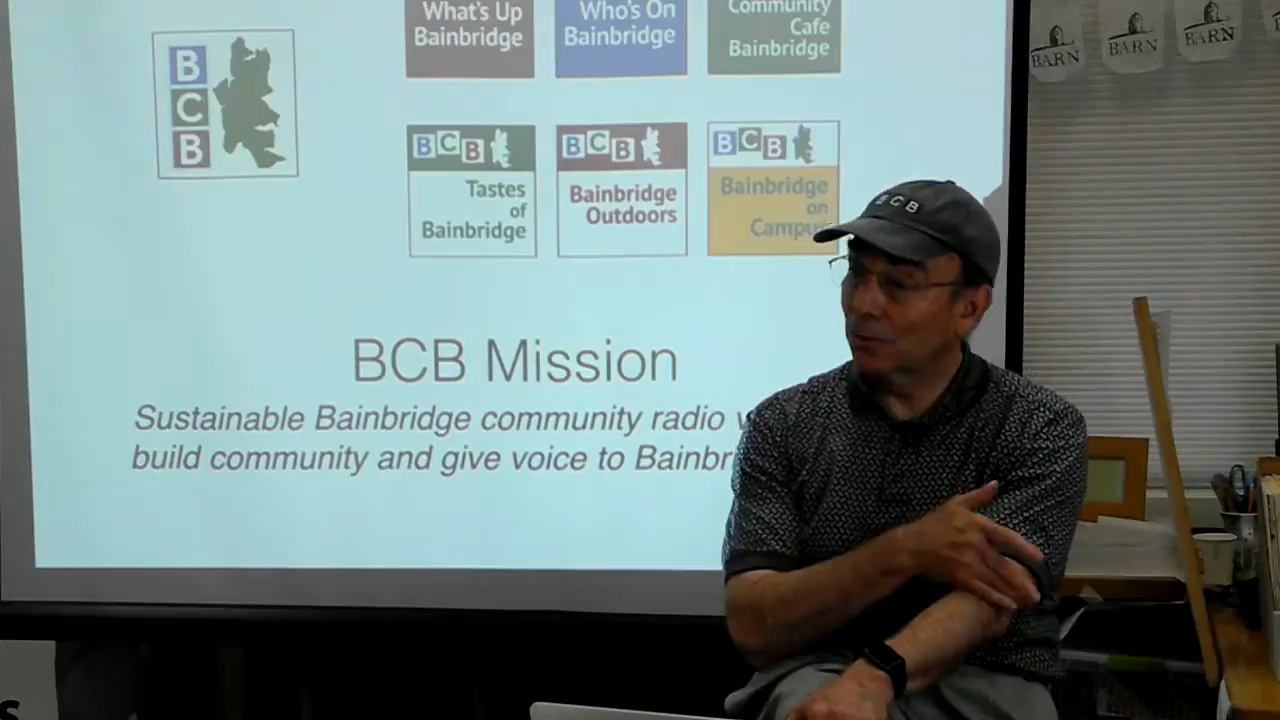 What's Up
Bainbridge
Who's On
Bainbridge
Community
Cafe
Bainbridge
B
C
B
BCB
Tastes
of
Bainbridge
BCB
Bainbridge
Outdoors
BCB
Bainbridge
on
Campus
BCB Mission
Sustainable Bainbridge community radio
build community and give voice to
BCB
BARN
BARN
BARN